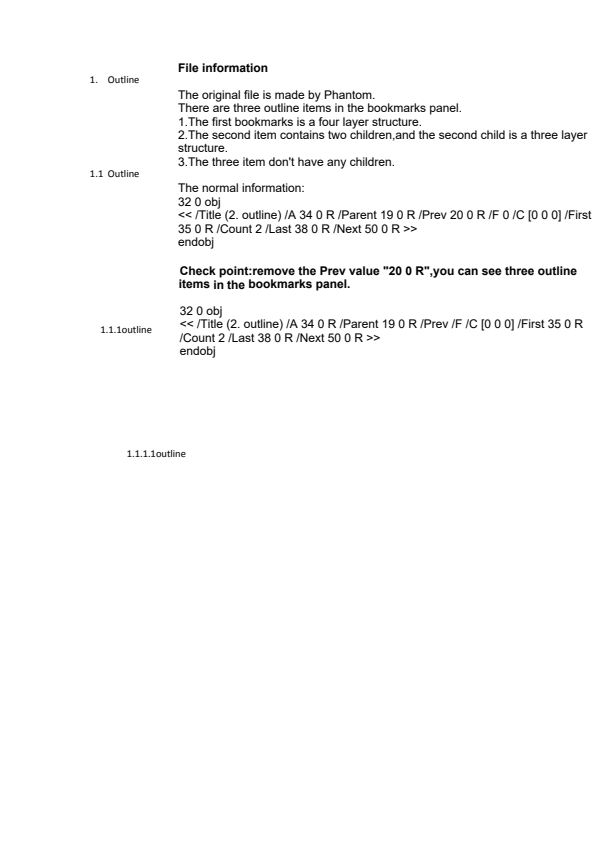 File information
1. Outline
The original file is made by Phantom.
There are three outline items in the bookmarks panel.
1.The first bookmarks is a four layer structure.
2.The second item contains two children,and the second child is a three layer
structure.
3.The three item don't have any children.
1.1 Outline
The normal information:
32 0 obj
<< /Title (2. outline) /A 34 0 R /Parent 19 0 R /Prev 20 0 R /F 0 /C [0 0 0] /First
35 0 R /Count 2 /Last 38 0 R /Next 50 0 R >>
endobj
Check point:remove the Prev value "20 0 R",you can see three outline
items in the bookmarks panel.
32 0 obj
<< /Title (2. outline) /A 34 0 R /Parent 19 0 R /Prev /F /C [0 0 0] /First 35 0 R
/Count 2 /Last 38 0 R /Next 50 0 R >>
endobj
1.1.1outline
1.1.1.1outline